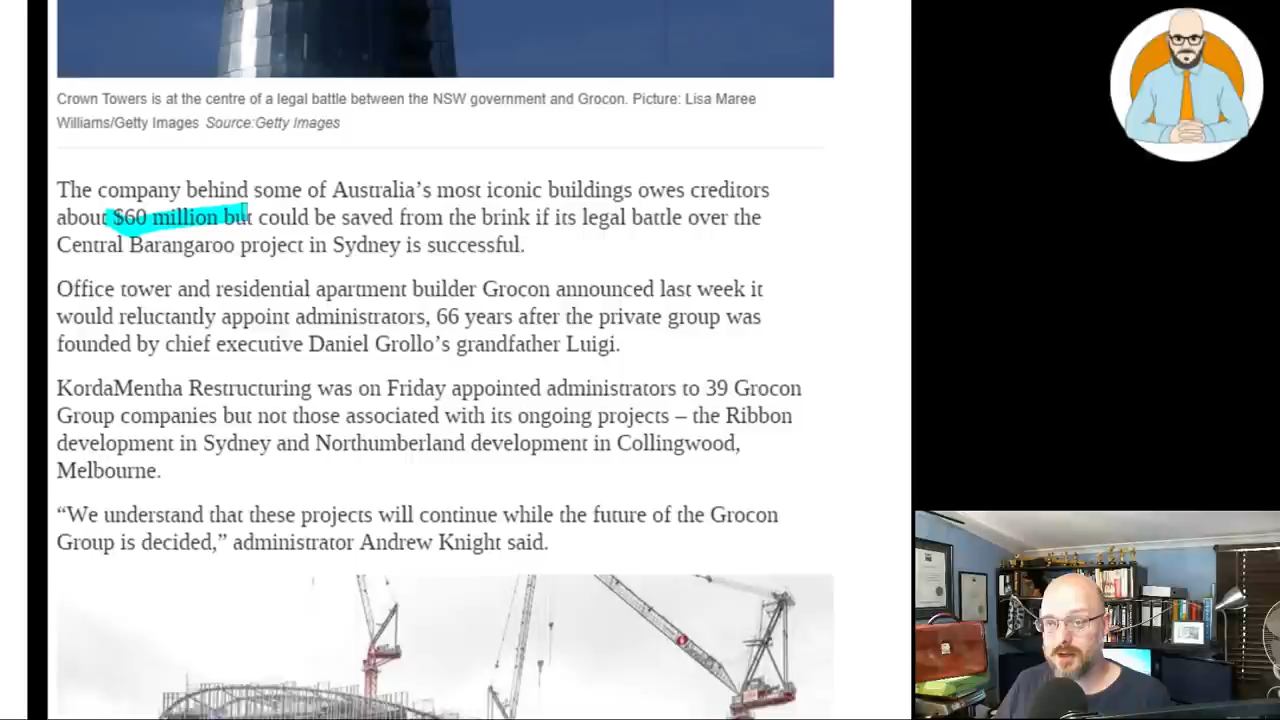 Crown Towers is at the centre of a legal battle between the NSW government and Grocon. Picture: Lisa Maree
Williams/Getty Images Source:Getty Images
The company behind some of Australia’s most iconic buildings owes creditors
about $60 million but could be saved from the brink if its legal battle over the
Central Barangaroo project in Sydney is successful.
Office tower and residential apartment builder Grocon announced last week it
would reluctantly appoint administrators, 66 years after the private group was
founded by chief executive Daniel Grollo’s grandfather Luigi.
KordaMentha Restructuring was on Friday appointed administrators to 39 Grocon
Group companies but not those associated with its ongoing projects – the Ribbon
development in Sydney and Northumberland development in Collingwood,
Melbourne.
“We understand that these projects will continue while the future of the Grocon
Group is decided,” administrator Andrew Knight said.